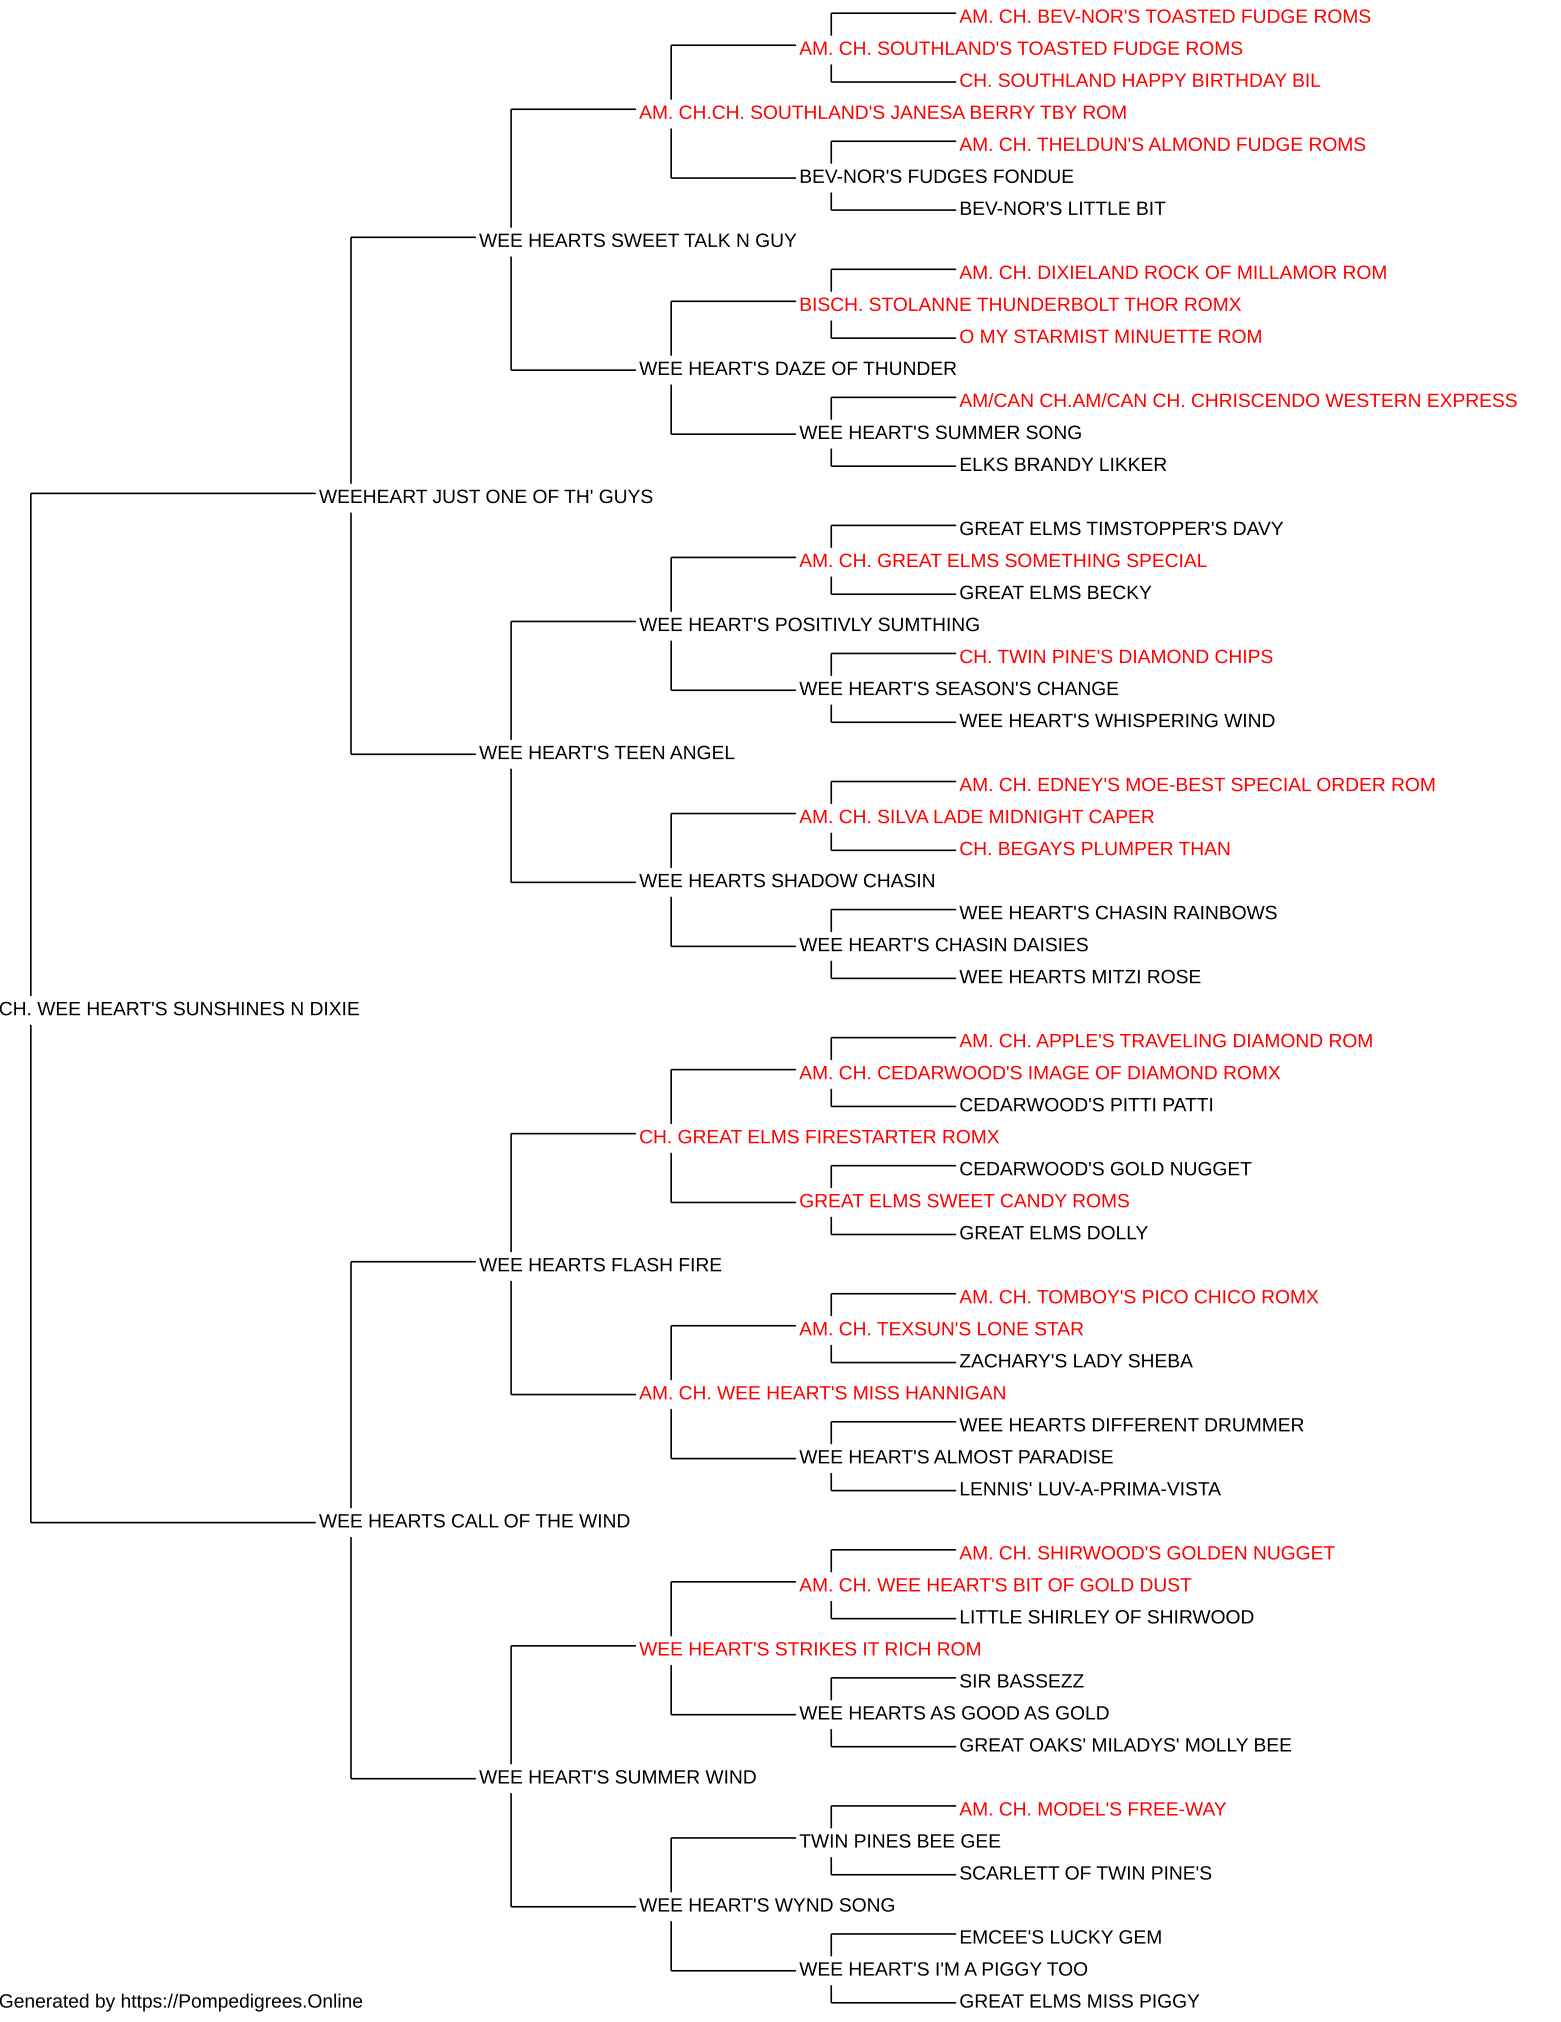 AM. CH. BEV-NOR'S TOASTED FUDGE ROMS
AM. CH. SOUTHLAND'S TOASTED FUDGE ROMS
CH. SOUTHLAND HAPPY BIRTHDAY BIL
AM. CH.CH. SOUTHLAND'S JANESA BERRY TBY ROM
AM. CH. THELDUN'S ALMOND FUDGE ROMS
BEV-NOR'S FUDGES FONDUE
BEV-NOR'S LITTLE BIT
WEE HEARTS SWEET TALK N GUY
AM. CH. DIXIELAND ROCK OF MILLAMOR ROM
BISCH. STOLANNE THUNDERBOLT THOR ROMX
O MY STARMIST MINUETTE ROM
WEE HEART'S DAZE OF THUNDER
AM/CAN CH.AM/CAN CH. CHRISCENDO WESTERN EXPRESS
WEE HEART'S SUMMER SONG
ELKS BRANDY LIKKER
WEEHEART JUST ONE OF TH' GUYS
GREAT ELMS TIMSTOPPER'S DAVY
AM. CH. GREAT ELMS SOMETHING SPECIAL
GREAT ELMS BECKY
WEE HEART'S POSITIVLY SUMTHING
CH. TWIN PINE'S DIAMOND CHIPS
WEE HEART'S SEASON'S CHANGE
WEE HEART'S WHISPERING WIND
WEE HEART'S TEEN ANGEL
AM. CH. EDNEY'S MOE-BEST SPECIAL ORDER ROM
AM. CH. SILVA LADE MIDNIGHT CAPER
CH. BEGAYS PLUMPER THAN
WEE HEARTS SHADOW CHASIN
WEE HEART'S CHASIN RAINBOWS
WEE HEART'S CHASIN DAISIES
WEE HEARTS MITZI ROSE
CH. WEE HEART'S SUNSHINES N DIXIE
AM. CH. APPLE'S TRAVELING DIAMOND ROM
AM. CH. CEDARWOOD'S IMAGE OF DIAMOND ROMX
CEDARWOOD'S PITTI PATTI
CH. GREAT ELMS FIRESTARTER ROMX
CEDARWOOD'S GOLD NUGGET
GREAT ELMS SWEET CANDY ROMS
GREAT ELMS DOLLY
WEE HEARTS FLASH FIRE
AM. CH. TOMBOY'S PICO CHICO ROMX
AM. CH. TEXSUN'S LONE STAR
ZACHARY'S LADY SHEBA
AM. CH. WEE HEART'S MISS HANNIGAN
WEE HEARTS DIFFERENT DRUMMER
WEE HEART'S ALMOST PARADISE
LENNIS' LUV-A-PRIMA-VISTA
WEE HEARTS CALL OF THE WIND
AM. CH. SHIRWOOD'S GOLDEN NUGGET
AM. CH. WEE HEART'S BIT OF GOLD DUST
LITTLE SHIRLEY OF SHIRWOOD
WEE HEART'S STRIKES IT RICH ROM
SIR BASSEZZ
WEE HEARTS AS GOOD AS GOLD
GREAT OAKS' MILADYS' MOLLY BEE
WEE HEART'S SUMMER WIND
AM. CH. MODEL'S FREE-WAY
TWIN PINES BEE GEE
SCARLETT OF TWIN PINE'S
WEE HEART'S WYND SONG
EMCEE'S LUCKY GEM
WEE HEART'S I'M A PIGGY TOO
GREAT ELMS MISS PIGGY
Generated by https://Pompedigrees.Online